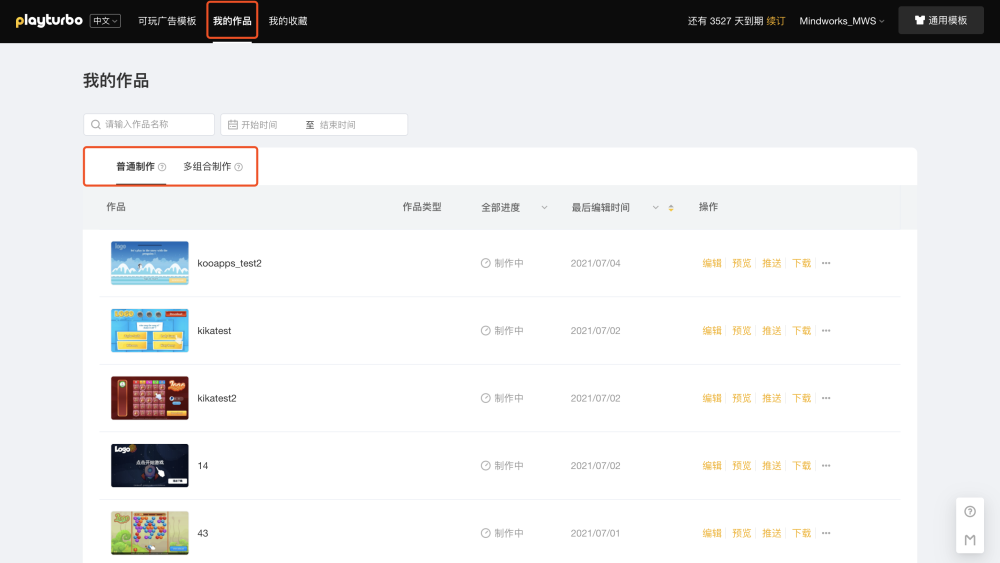 playturbo 中文 可玩广告模板 我的作品 我的收藏 还有 3527 天到期 续订 Mindworks_MWS 通用模板
我的作品
请输入作品名称 开始时间 至 结束时间
普通制作 多组合制作
作品 作品类型 全部进度 最后编辑时间 操作
kooapps_test2 制作中 2021/07/04 编辑 预览 推送 下载
kikatest 制作中 2021/07/02 编辑 预览 推送 下载
kikatest2 制作中 2021/07/02 编辑 预览 推送 下载
Logo
点击开始游戏
14 制作中 2021/07/02 编辑 预览 推送 下载
43 制作中 2021/07/01 编辑 预览 推送 下载